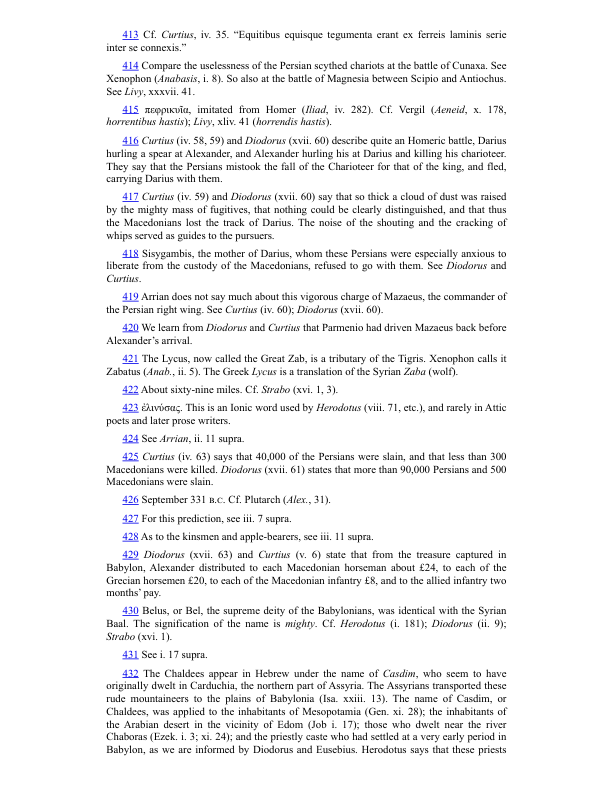 413 Cf. Curtius, iv. 35. “Equitibus equisque tegumenta erant ex ferreis laminis serie
inter se connexis.”
414 Compare the uselessness of the Persian scythed chariots at the battle of Cunaxa. See
Xenophon (Anabasis, i. 8). So also at the battle of Magnesia between Scipio and Antiochus.
See Livy, xxxvii. 41.
415 πεφρικυῖα, imitated from Homer (Iliad, iv. 282). Cf. Vergil (Aeneid, x. 178,
horrentibus hastis); Livy, xliv. 41 (horrendis hastis).
416 Curtius (iv. 58, 59) and Diodorus (xvii. 60) describe quite an Homeric battle, Darius
hurling a spear at Alexander, and Alexander hurling his at Darius and killing his charioteer.
They say that the Persians mistook the fall of the Charioteer for that of the king, and fled,
carrying Darius with them.
417 Curtius (iv. 59) and Diodorus (xvii. 60) say that so thick a cloud of dust was raised
by the mighty mass of fugitives, that nothing could be clearly distinguished, and that thus
the Macedonians lost the track of Darius. The noise of the shouting and the cracking of
whips served as guides to the pursuers.
418 Sisygambis, the mother of Darius, whom these Persians were especially anxious to
liberate from the custody of the Macedonians, refused to go with them. See Diodorus and
Curtius.
419 Arrian does not say much about this vigorous charge of Mazaeus, the commander of
the Persian right wing. See Curtius (iv. 60); Diodorus (xvii. 60).
420 We learn from Diodorus and Curtius that Parmenio had driven Mazaeus back before
Alexander’s arrival.
421 The Lycus, now called the Great Zab, is a tributary of the Tigris. Xenophon calls it
Zabatus (Anab., ii. 5). The Greek Lycus is a translation of the Syrian Zaba (wolf).
422 About sixty-nine miles. Cf. Strabo (xvi. 1, 3).
423 ἐλινύσας. This is an Ionic word used by Herodotus (viii. 71, etc.), and rarely in Attic
poets and later prose writers.
424 See Arrian, ii. 11 supra.
425 Curtius (iv. 63) says that 40,000 of the Persians were slain, and that less than 300
Macedonians were killed. Diodorus (xvii. 61) states that more than 90,000 Persians and 500
Macedonians were slain.
426 September 331 B.C. Cf. Plutarch (Alex., 31).
427 For this prediction, see iii. 7 supra.
428 As to the kinsmen and apple-bearers, see iii. 11 supra.
429 Diodorus (xvii. 63) and Curtius (v. 6) state that from the treasure captured in
Babylon, Alexander distributed to each Macedonian horseman about £24, to each of the
Grecian horsemen £20, to each of the Macedonian infantry £8, and to the allied infantry two
months’ pay.
430 Belus, or Bel, the supreme deity of the Babylonians, was identical with the Syrian
Baal. The signification of the name is mighty. Cf. Herodotus (i. 181); Diodorus (ii. 9);
Strabo (xvi. 1).
431 See i. 17 supra.
432 The Chaldees appear in Hebrew under the name of Casdim, who seem to have
originally dwelt in Carduchia, the northern part of Assyria. The Assyrians transported these
rude mountaineers to the plains of Babylonia (Isa. xxiii. 13). The name of Casdim, or
Chaldees, was applied to the inhabitants of Mesopotamia (Gen. xi. 28); the inhabitants of
the Arabian desert in the vicinity of Edom (Job i. 17); those who dwelt near the river
Chaboras (Ezek. i. 3; xi. 24); and the priestly caste who had settled at a very early period in
Babylon, as we are informed by Diodorus and Eusebius. Herodotus says that these priests